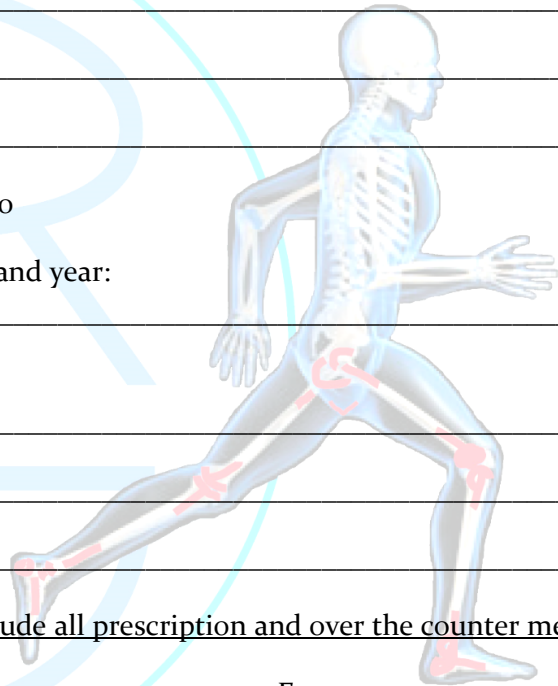 o
and year:
ude all prescription and over the counter me